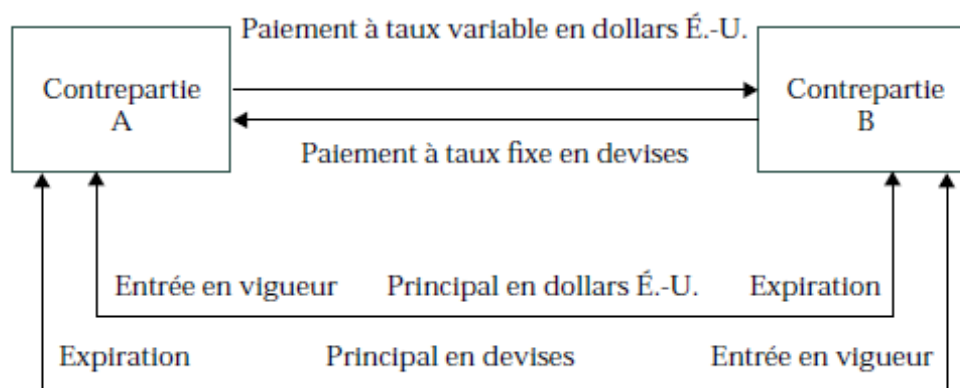 Paiement à taux variable en dollars É.-U.
Contrepartie
A
Contrepartie
B
Paiement à taux fixe en devises
Entrée en vigueur Principal en dollars É.-U. Expiration
Expiration Principal en devises Entrée en vigueur